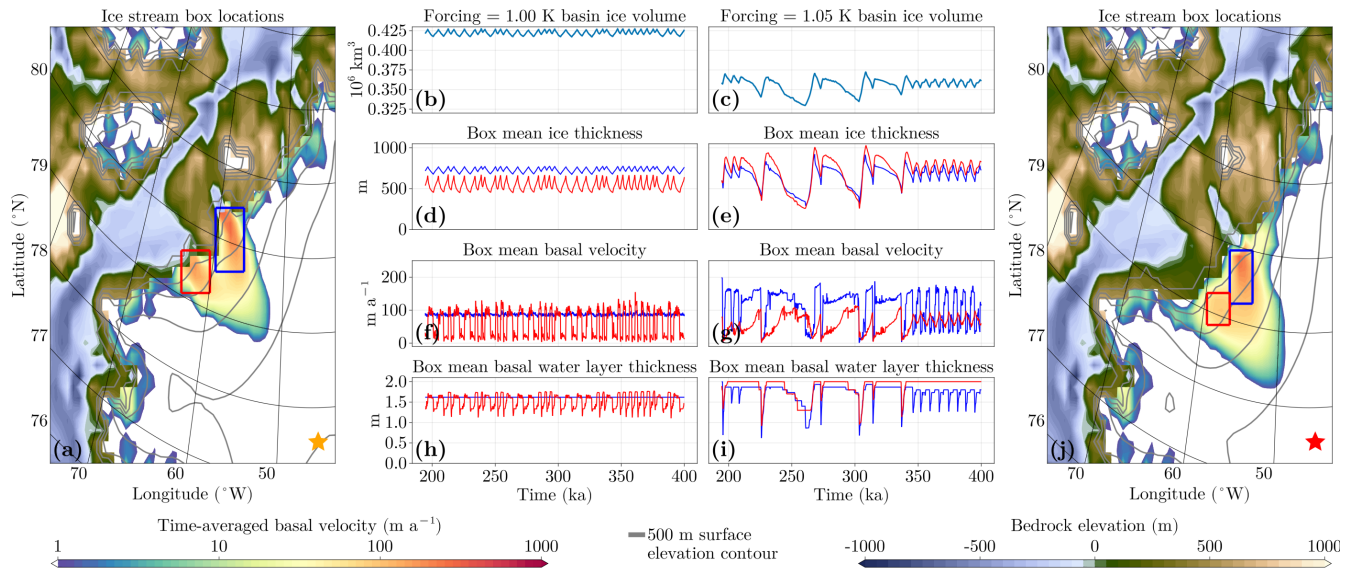 Ice stream box locations
Forcing = 1.00 K basin ice volume
Forcing = 1.05 K basin ice volume
Ice stream box locations
80
79
78
77
76
Latitude (°N)
70
60
50
Longitude (°W)
(a)
0.425
0.375
0.350
0.325
10⁶ km³
(b)
(c)
Box mean ice thickness
Box mean ice thickness
1000
500
0
m
(d)
(e)
Box mean basal velocity
Box mean basal velocity
200
100
0
m a⁻¹
(f)
(g)
Box mean basal water layer thickness
Box mean basal water layer thickness
2.0
1.5
1.0
0.5
0.0
m
(h)
(i)
200
250
300
350
400
Time (ka)
200
250
300
350
400
Time (ka)
80
79
78
77
76
Latitude (°N)
70
60
50
Longitude (°W)
(j)
Time-averaged basal velocity (m a⁻¹)
1
10
100
1000
500 m surface
elevation contour
Bedrock elevation (m)
-1000
-500
0
500
1000